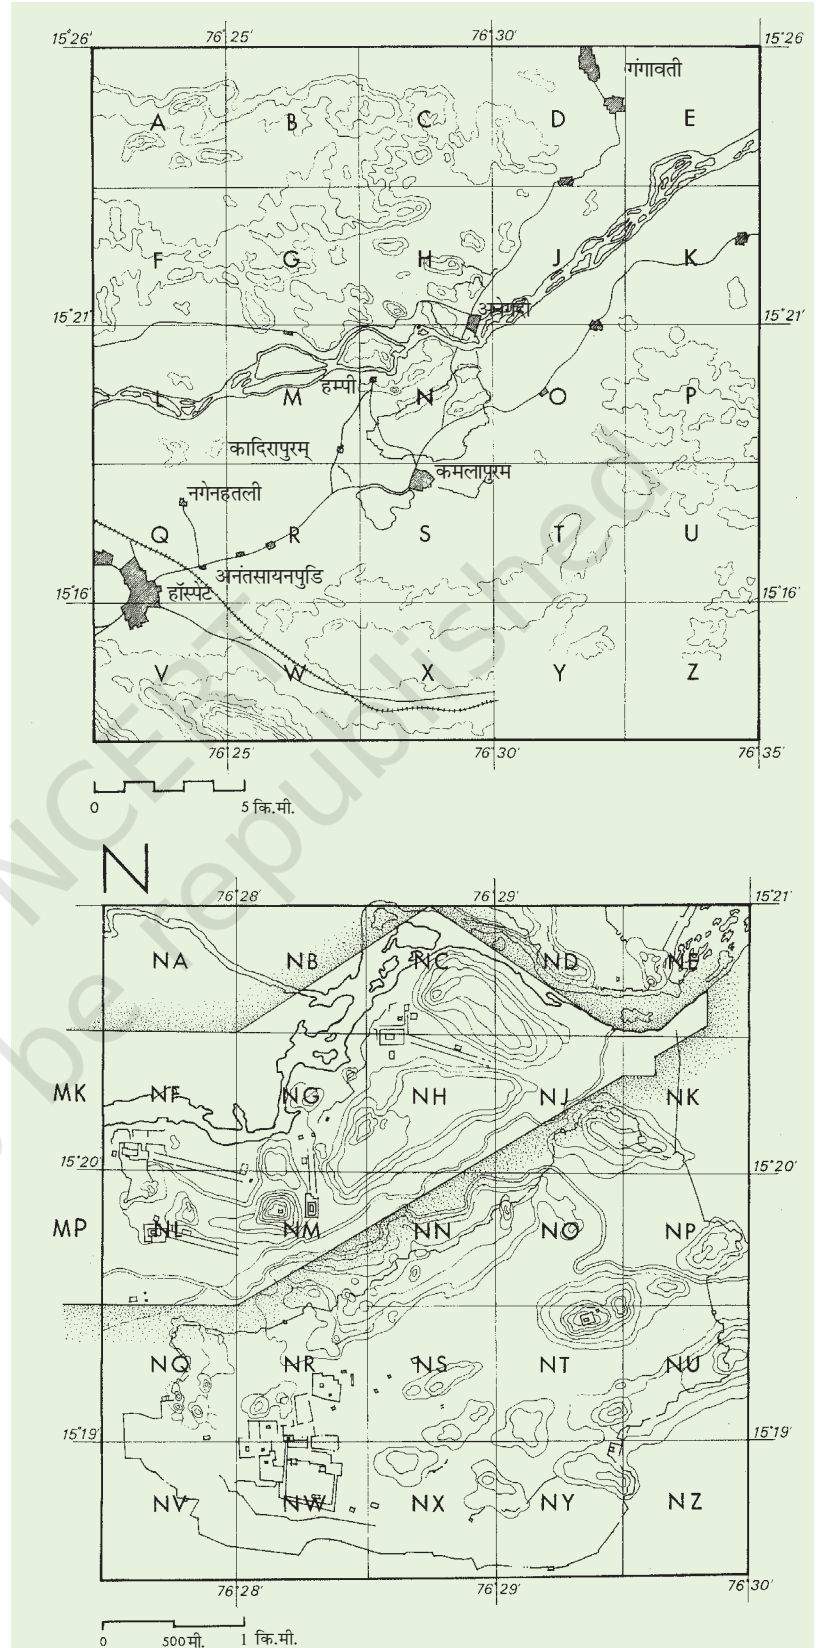 15°26' 76°25' 76°30' 15°26
गंगावती
A B C D E
F G H J K
अनेगुंदी
15°21' 15°21'
हम्पी
L M N O P
कादिरापुरम्
कमलापुरम
नगेनहतली
Q R S T U
अनंतसायनपुडि
हॉस्पेट
15°16' 15°16'
V W X Y Z
76°25' 76°30' 76°35'
0 5 कि.मी.
N
76°28' 76°29' 15°21'
NA NB NC ND NE
MK NF NG NH NJ NK
15°20' 15°20'
MP NL NM NN NO NP
NQ NR NS NT NU
15°19' 15°19'
NV NW NX NY NZ
76°28' 76°29' 76°30'
0 500 मी. 1 कि.मी.
NCERT
be republished